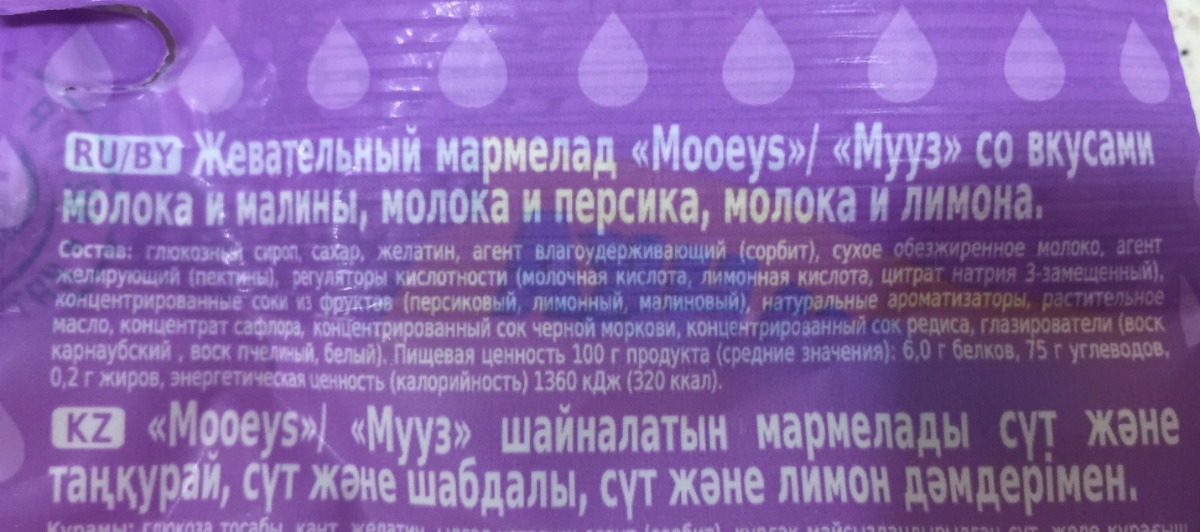 RU/BY Жевательный мармелад «Mooeys»/ «Мууз» со вкусами
молока и малины, молока и персика, молока и лимона.
Состав: глюкозный сироп, сахар, желатин, агент влагоудерживающий (сорбит), сухое обезжиренное молоко, агент
желирующий (пектины), регуляторы кислотности (молочная кислота, лимонная кислота, цитрат натрия 3-замещенный),
концентрированные соки из фруктов (персиковый, лимонный, малиновый), натуральные ароматизаторы, растительное
масло, концентрат сафлора, концентрированный сок черной моркови, концентрированный сок редиса, глазирователи (воск
карнаубский , воск пчелиный, белый). Пищевая ценность 100 г продукта (средние значения): 6,0 г белков, 75 г углеводов,
0,2 г жиров, энергетическая ценность (калорийность) 1360 кДж (320 ккал).
KZ «Mooeys»/ «Мууз» шайналатын мармелады сүт және
таңқурай, сүт және шабдалы, сүт және лимон дәмдерімен.
Құрамы: глюкоза тосабы, қант, желатин,